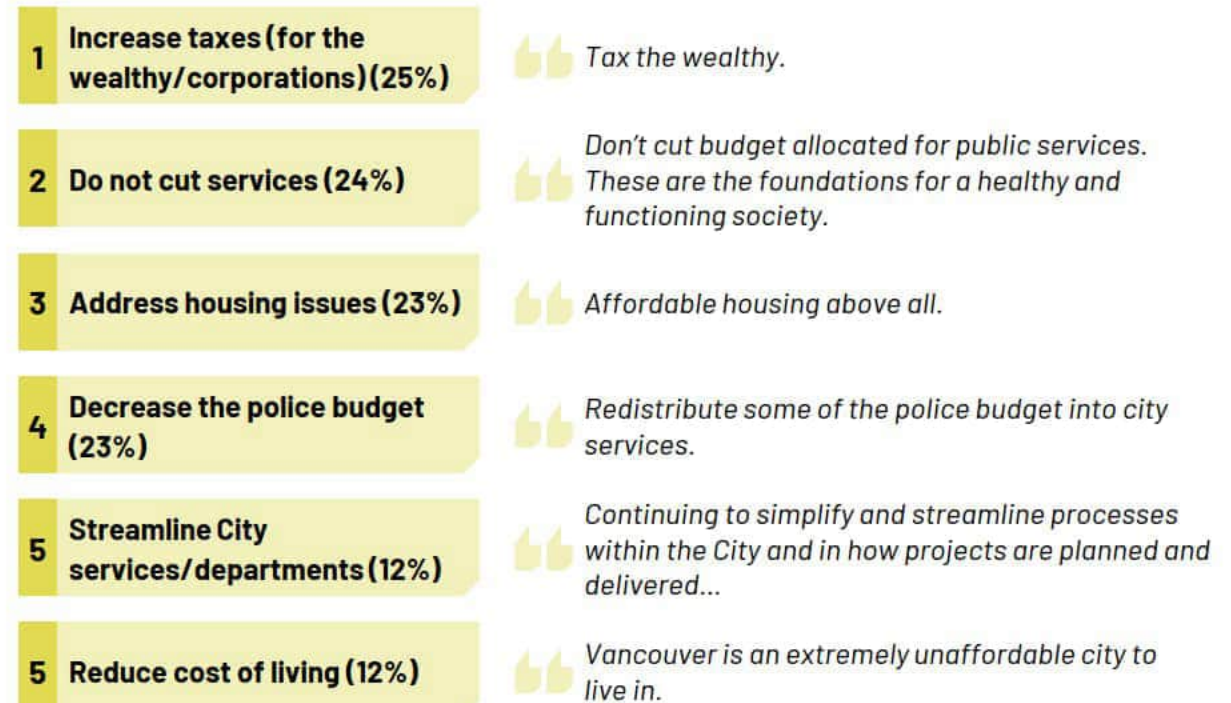 1
Increase taxes (for the
wealthy/corporations) (25%)
Tax the wealthy.
2
Do not cut services (24%)
Don’t cut budget allocated for public services.
These are the foundations for a healthy and
functioning society.
3
Address housing issues (23%)
Affordable housing above all.
4
Decrease the police budget
(23%)
Redistribute some of the police budget into city
services.
5
Streamline City
services/departments (12%)
Continuing to simplify and streamline processes
within the City and in how projects are planned and
delivered...
5
Reduce cost of living (12%)
Vancouver is an extremely unaffordable city to
live in.